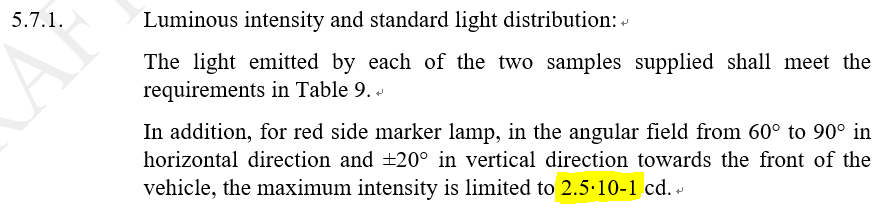 5.7.1. Luminous intensity and standard light distribution:
The light emitted by each of the two samples supplied shall meet the
requirements in Table 9.
In addition, for red side marker lamp, in the angular field from 60° to 90° in
horizontal direction and ±20° in vertical direction towards the front of the
vehicle, the maximum intensity is limited to 2.5·10-1 cd.